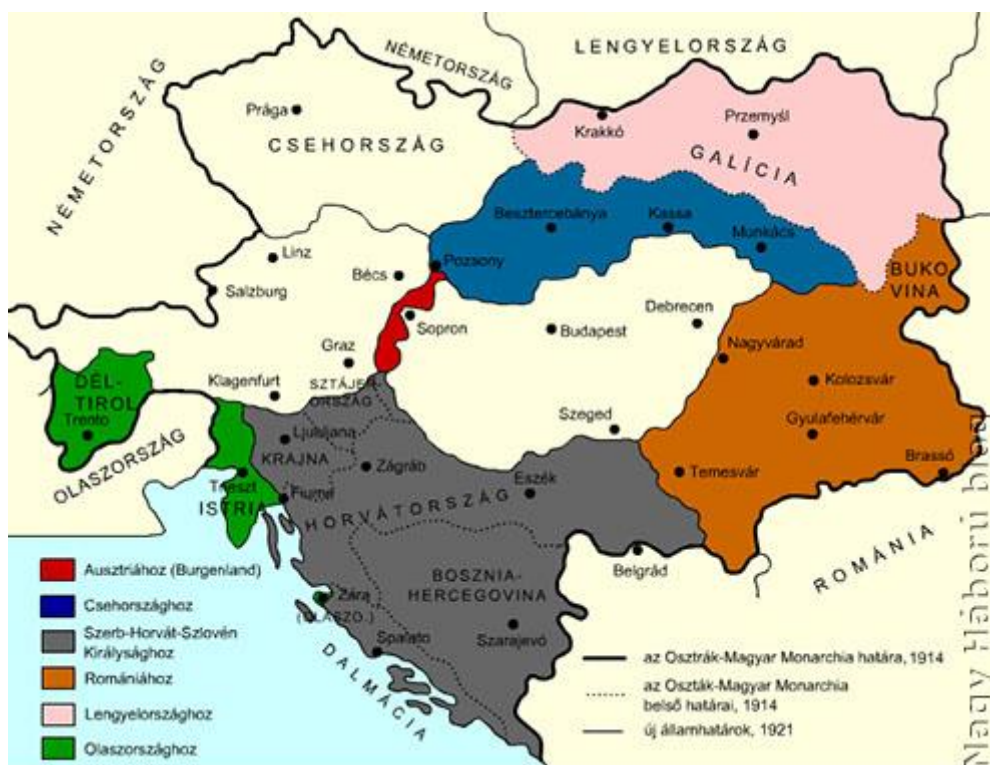 LENGYELORSZÁG
NÉMETORSZÁG
NÉMETORSZÁG
Prága
CSEHORSZÁG
Krakkó
Przemyśl
GALÍCIA
Besztercebánya
Kassa
Munkács
BUKO
VINA
Linz
Bécs
Pozsony
Salzburg
Sopron
Budapest
Debrecen
Nagyvárad
Graz
SZTÁJER-
ORSZÁG
Klagenfurt
DÉL-
TIROL
Trento
OLASZORSZÁG
Kolozsvár
Gyulafehérvár
Brassó
Szeged
Temesvár
Ljubljana
KRAJNA
Zágráb
Trieszt
ISTRIA
Fiume
HORVÁTORSZÁG
Eszék
ROMÁNIA
Belgrád
BOSZNIA-
HERCEGOVINA
Zára
(OLASZO.)
Spalato
Szarajevó
DALMÁCIA
Ausztriához (Burgenland)
Csehországhoz
Szerb-Horvát-Szlovén
Királysághoz
Romániához
Lengyelországhoz
Olaszországhoz
az Osztrák-Magyar Monarchia határa, 1914
az Oszták-Magyar Monarchia
belső határai, 1914
új államhatárok, 1921
Nagy Háború blog